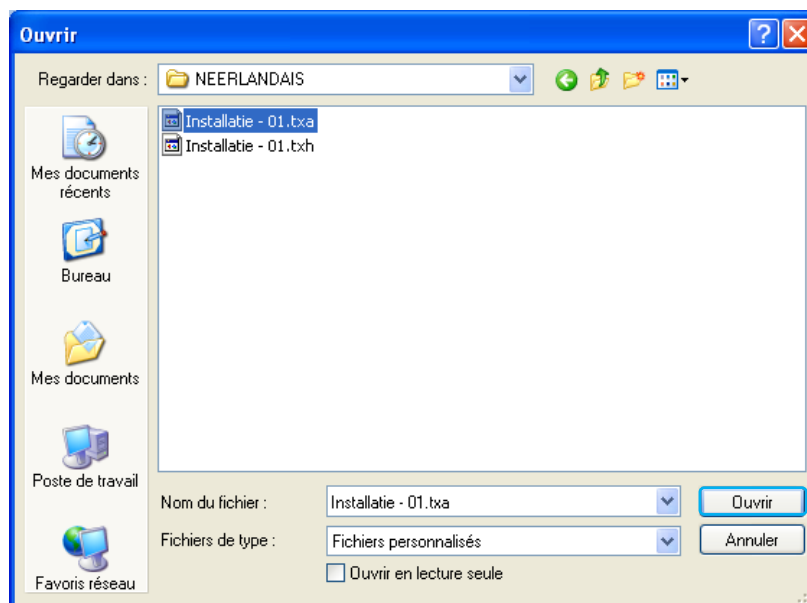 Ouvrir
Regarder dans :
NEERLANDAIS
Installatie - 01.txa
Installatie - 01.txh
Mes documents
récents
Bureau
Mes documents
Poste de travail
Favoris réseau
Nom du fichier :
Installatie - 01.txa
Ouvrir
Fichiers de type :
Fichiers personnalisés
Annuler
Ouvrir en lecture seule